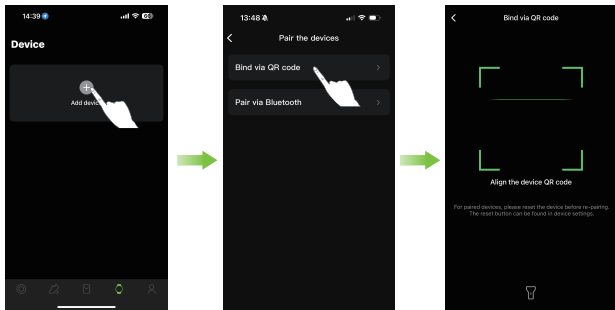 14:39
Device
Add devic
13:48
Pair the devices
Bind via QR code
Pair via Bluetooth
Bind via QR code
Align the device QR code
For paired devices, please reset the device before re-pairing.
The reset button can be found in device settings.